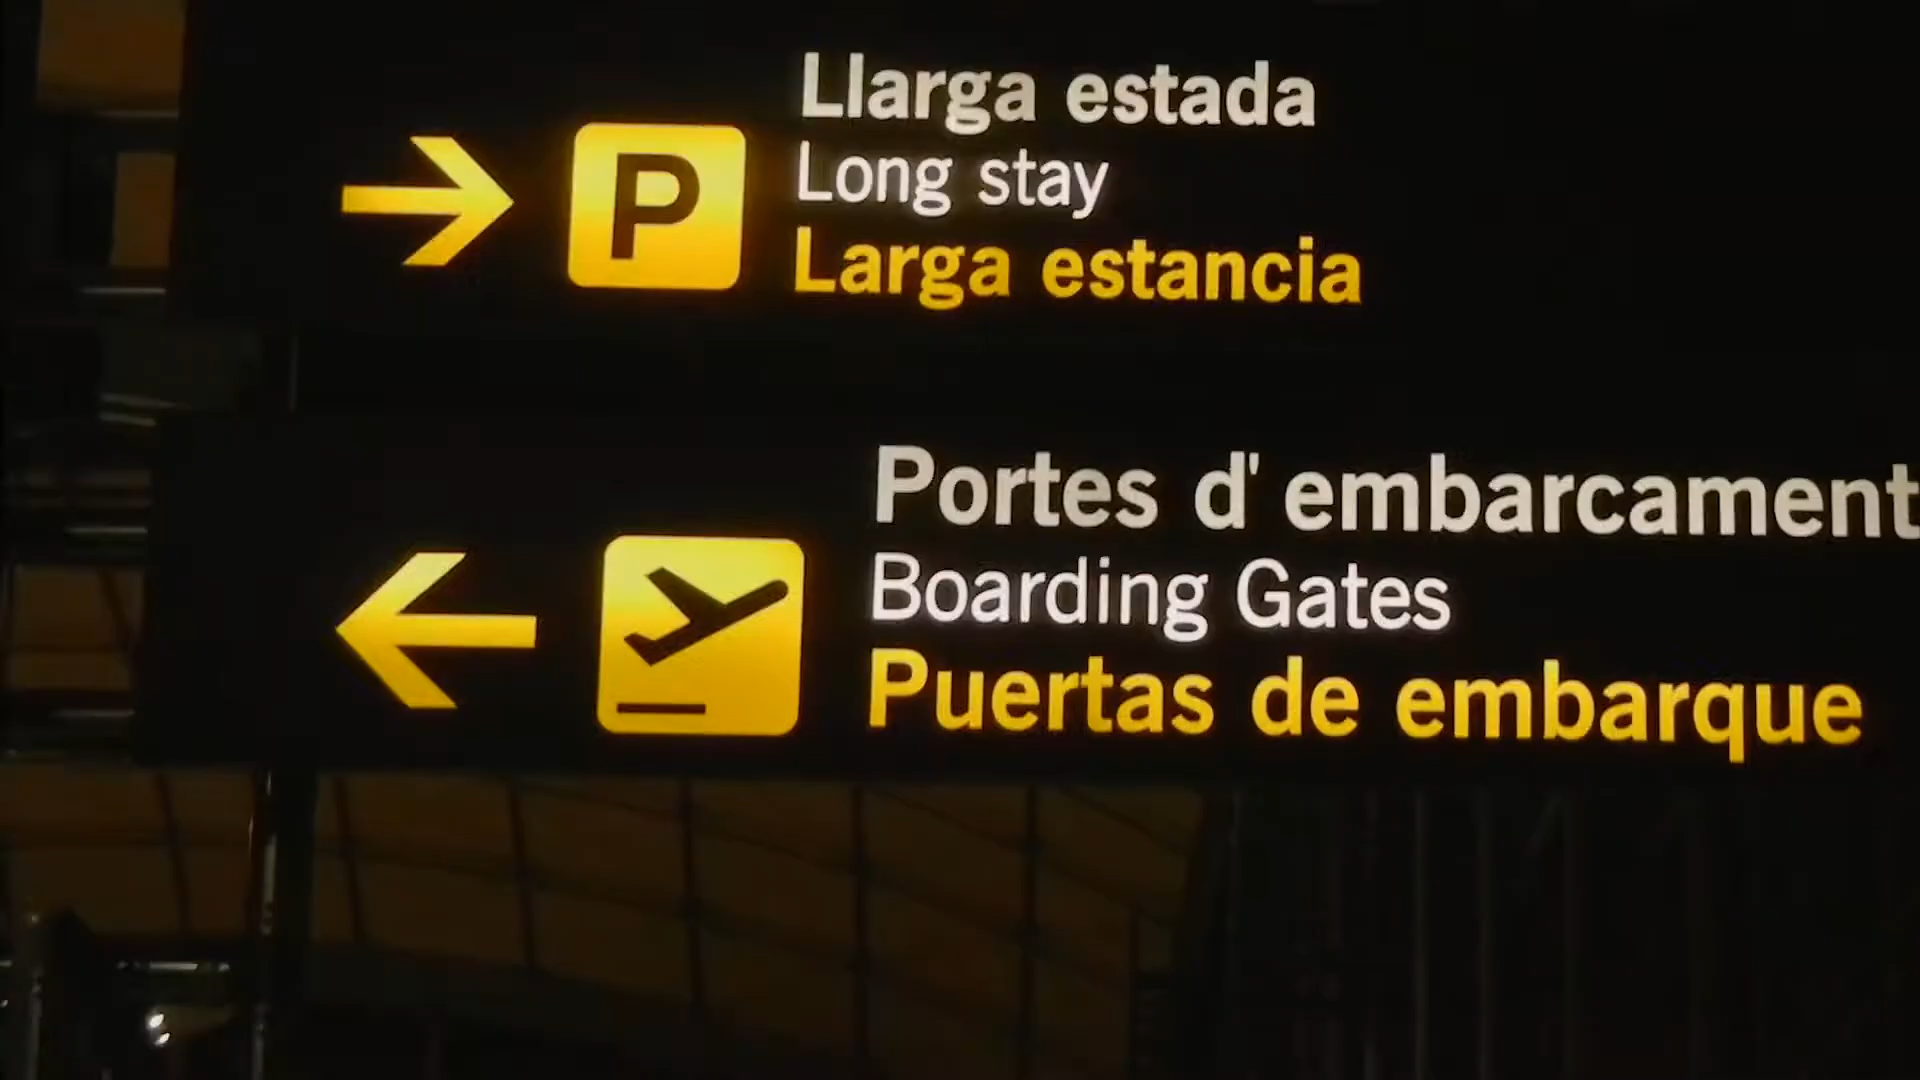 Llarga estada
P
Long stay
Larga estancia
Portes d' embarcament
Boarding Gates
Puertas de embarque